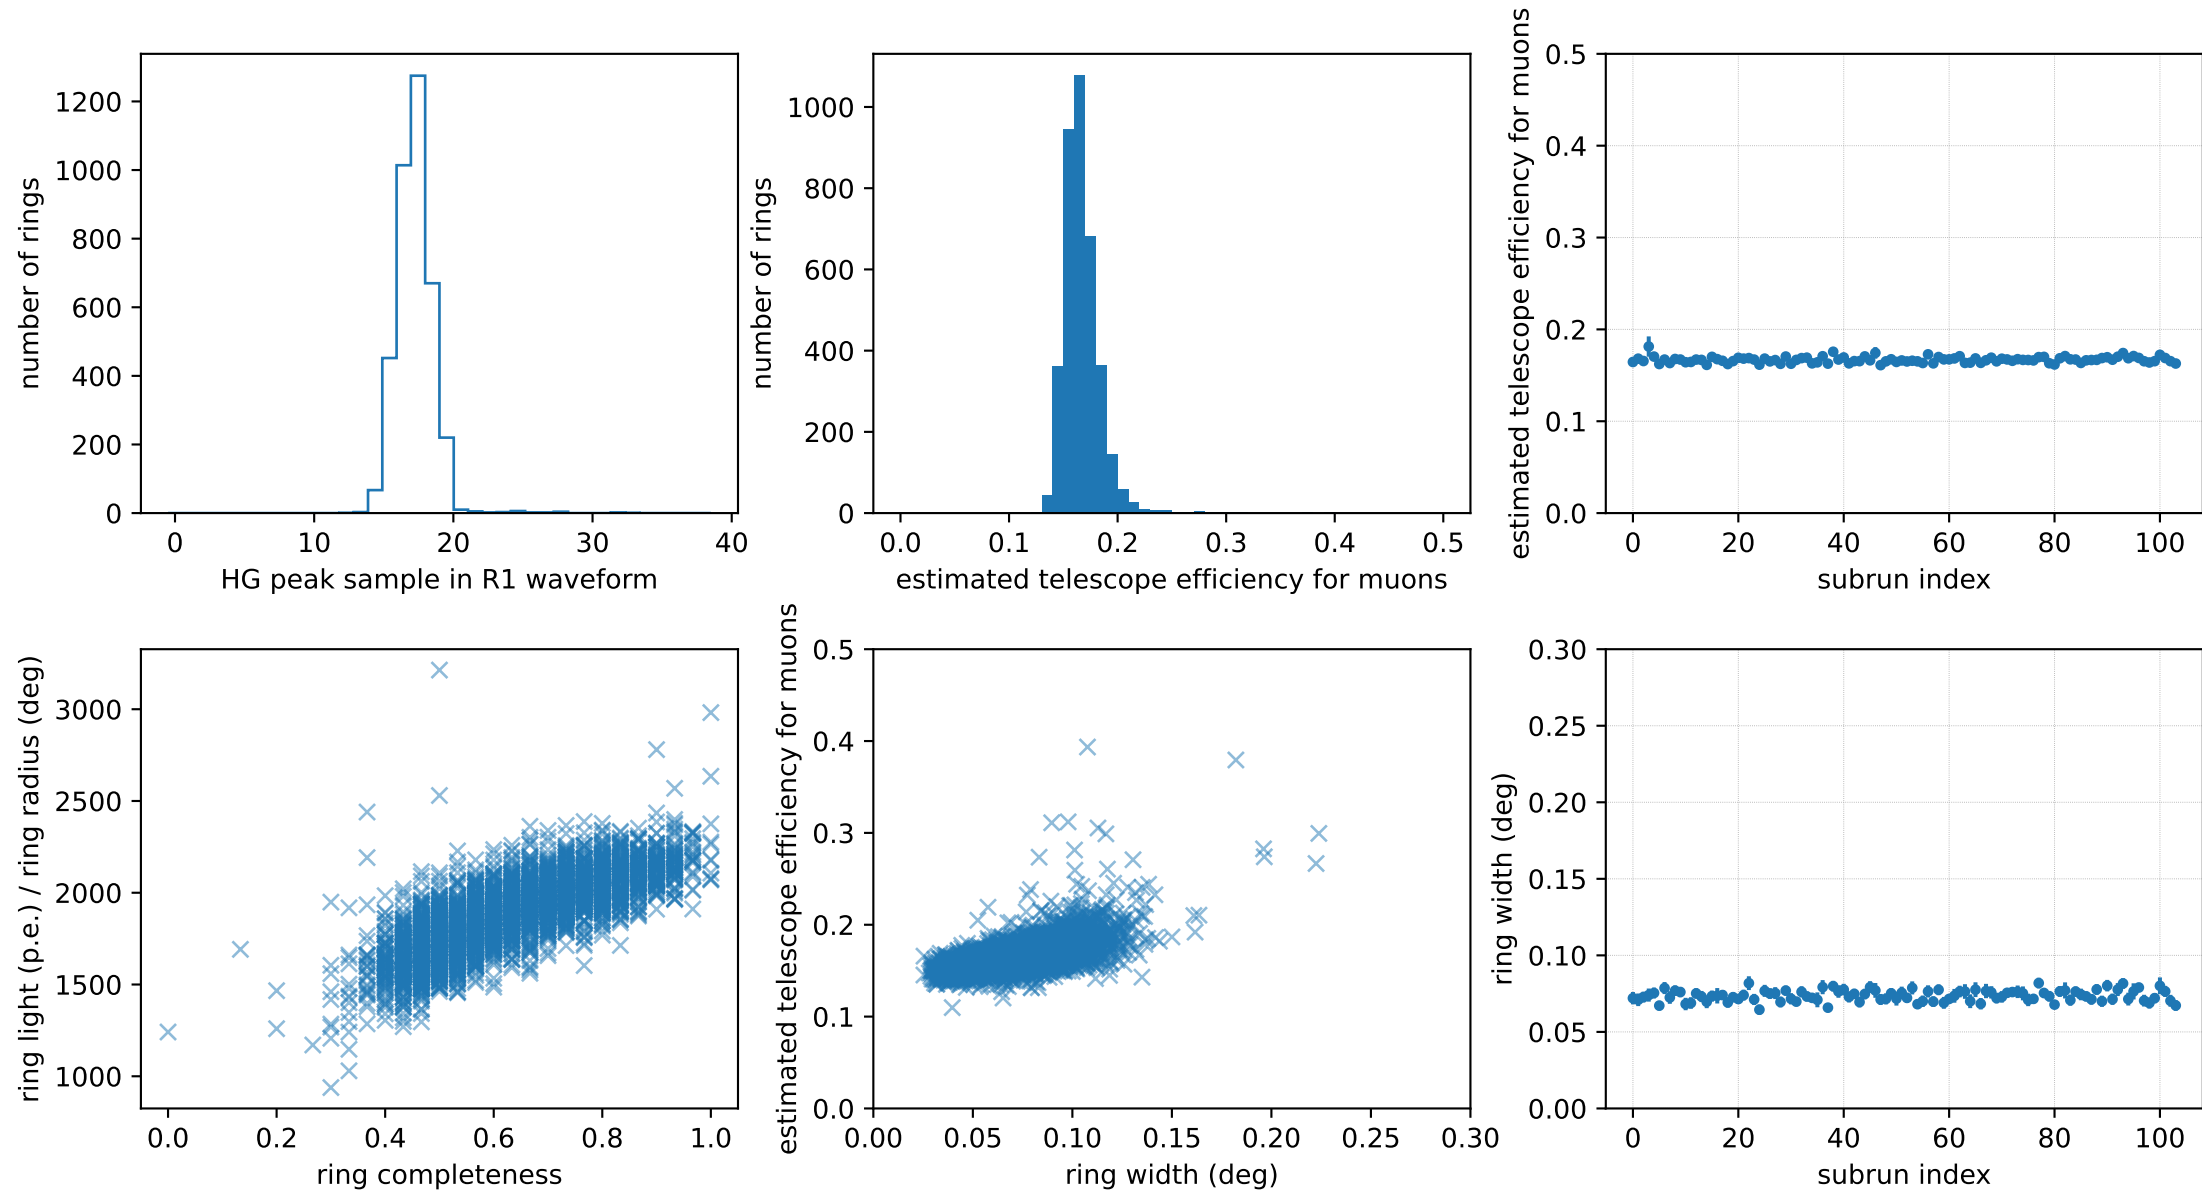 number of rings
1200
1000
800
600
400
200
0
0 10 20 30 40
HG peak sample in R1 waveform
number of rings
1000
800
600
400
200
0
0.0 0.1 0.2 0.3 0.4 0.5
estimated telescope efficiency for muons
estimated telescope efficiency for muons
0.5
0.4
0.3
0.2
0.1
0.0
0 20 40 60 80 100
subrun index
ring light (p.e.) / ring radius (deg)
3000
2500
2000
1500
1000
0.0 0.2 0.4 0.6 0.8 1.0
ring completeness
estimated telescope efficiency for muons
0.5
0.4
0.3
0.2
0.1
0.0
0.00 0.05 0.10 0.15 0.20 0.25 0.30
ring width (deg)
ring width (deg)
0.30
0.25
0.20
0.15
0.10
0.05
0.00
0 20 40 60 80 100
subrun index